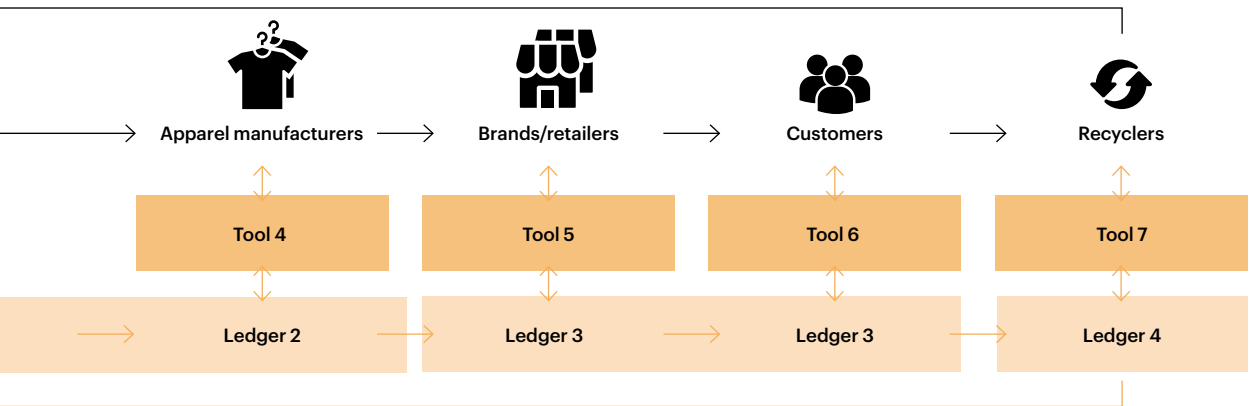 Apparel manufacturers
Brands/retailers
Customers
Recyclers
Tool 4
Tool 5
Tool 6
Tool 7
Ledger 2
Ledger 3
Ledger 3
Ledger 4